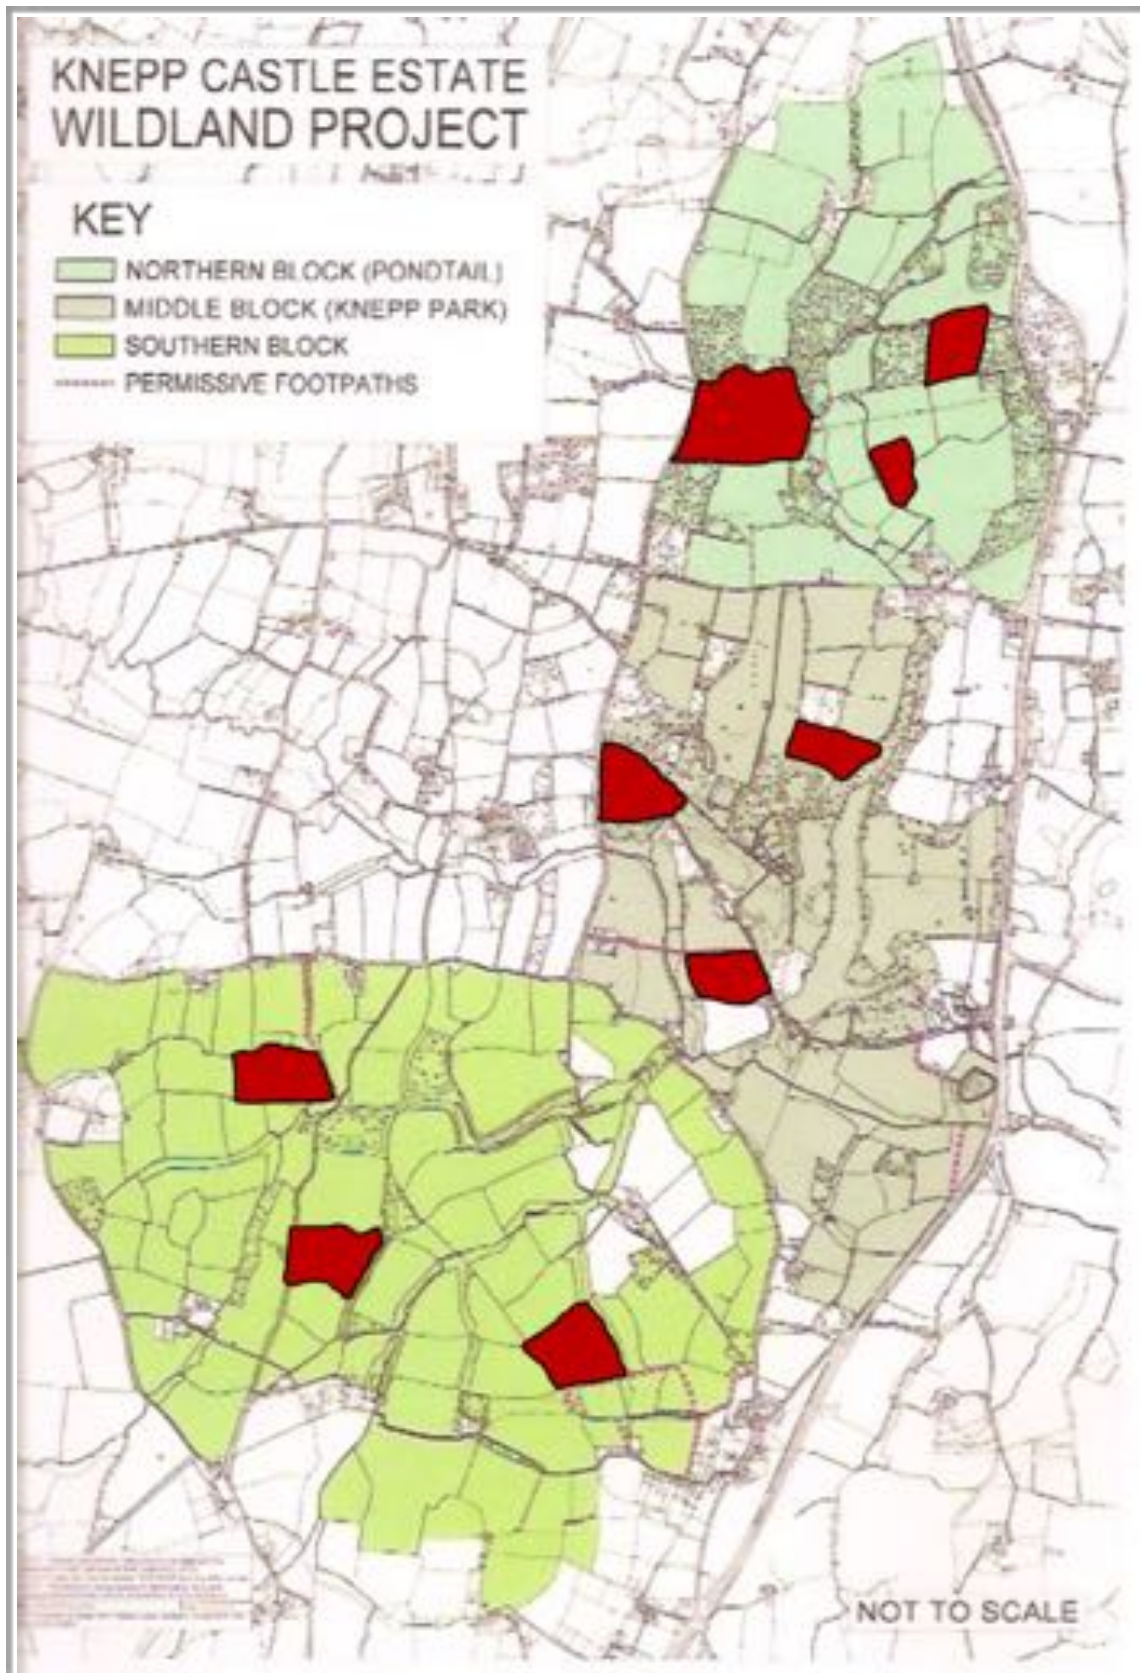 KNEPP CASTLE ESTATE
WILDLAND PROJECT
KEY
NORTHERN BLOCK (PONDTAIL)
MIDDLE BLOCK (KNEPP PARK)
SOUTHERN BLOCK
PERMISSIVE FOOTPATHS
NOT TO SCALE